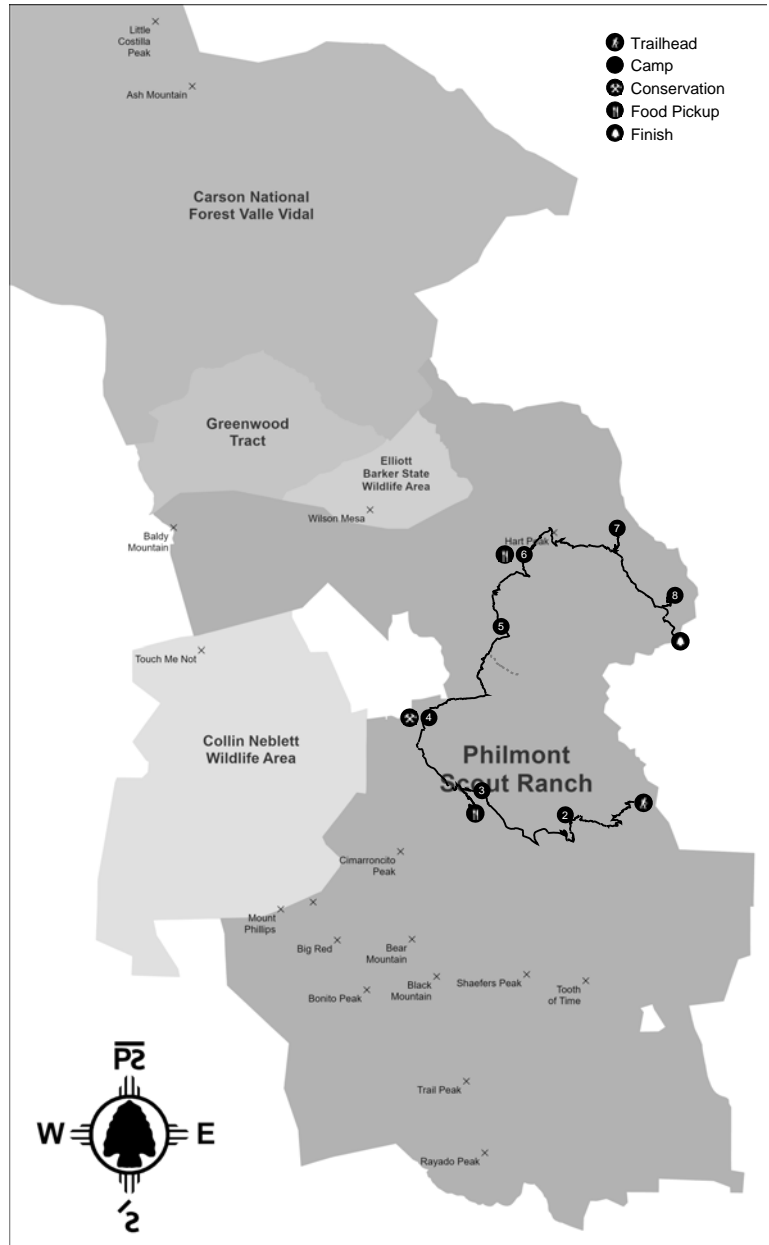 Little
Costilla
Peak
Ash Mountain
Trailhead
Camp
Conservation
Food Pickup
Finish
Carson National
Forest Valle Vidal
Greenwood
Tract
Elliott
Barker State
Wildlife Area
Wilson Mesa
Baldy
Mountain
Hart Peak
7
6
8
5
Touch Me Not
4
Collin Neblett
Wildlife Area
Philmont
Scout Ranch
3
2
Cimarroncito
Peak
Mount
Phillips
Big Red
Bear
Mountain
Bonito Peak
Black
Mountain
Shaefers Peak
Tooth
of Time
Trail Peak
Rayado Peak
W
E